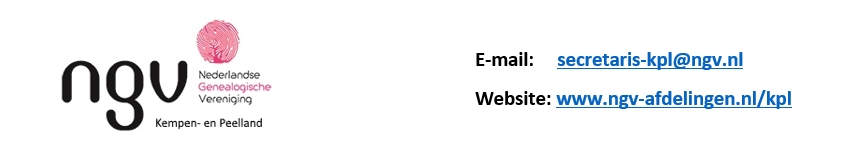 ngv
Nederlandse
Genealogische
Vereniging
Kempen- en Peelland
E-mail: secretaris-kpl@ngv.nl
Website: www.ngv-afdelingen.nl/kpl